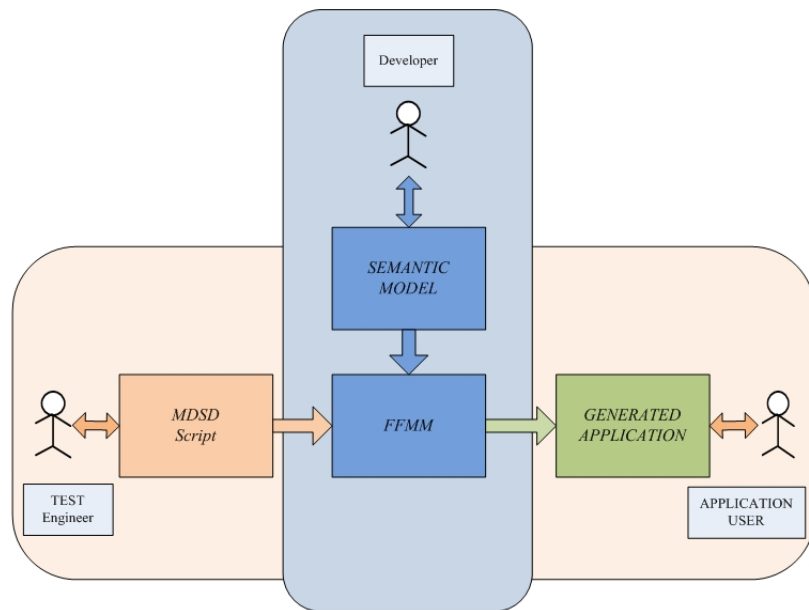 Developer
SEMANTIC
MODEL
MDSD
Script
FFMM
GENERATED
APPLICATION
TEST
Engineer
APPLICATION
USER